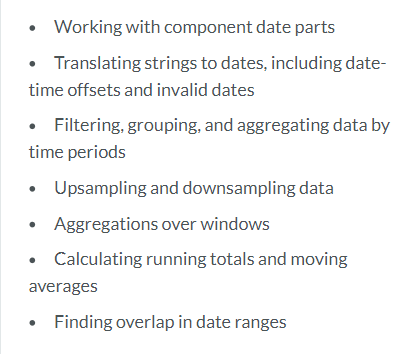 • Working with component date parts
• Translating strings to dates, including date-
time offsets and invalid dates
• Filtering, grouping, and aggregating data by
time periods
• Upsampling and downsampling data
• Aggregations over windows
• Calculating running totals and moving
averages
• Finding overlap in date ranges